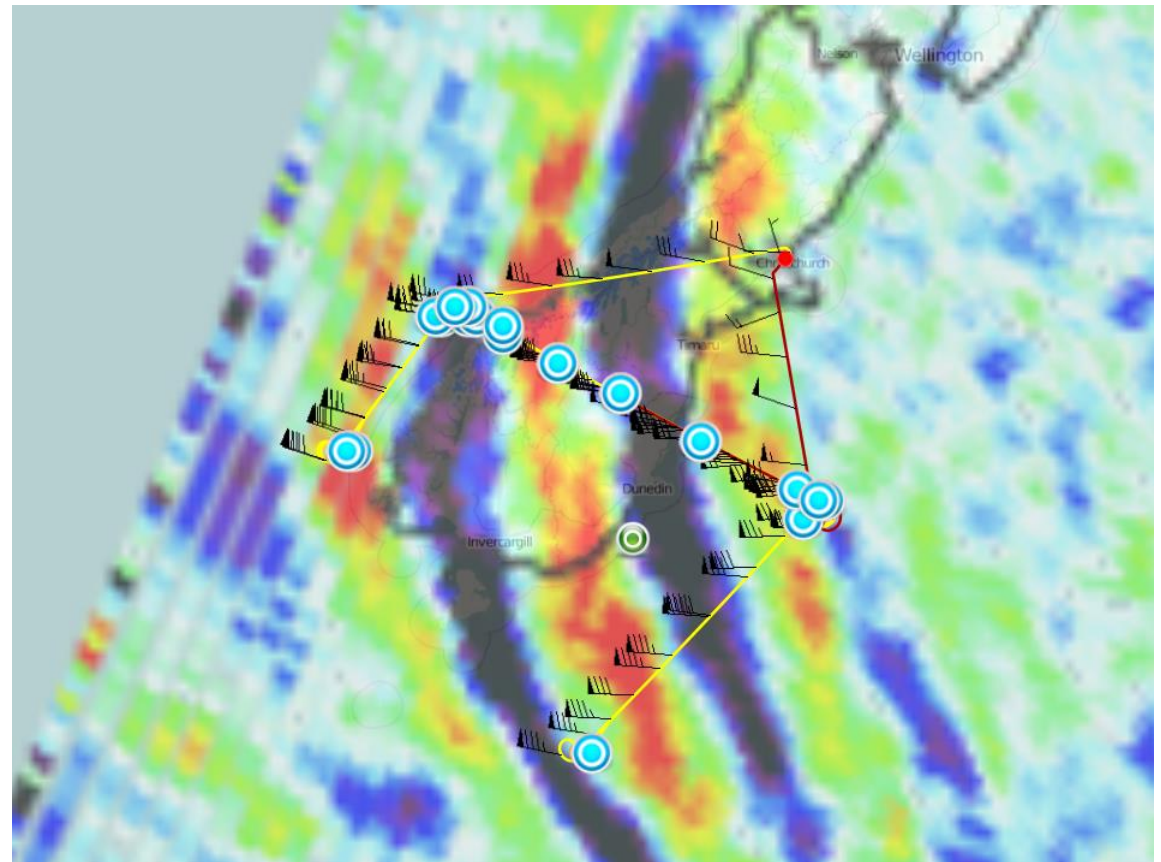 Nelson
Wellington
Christchurch
Timaru
Dunedin
Invercargill